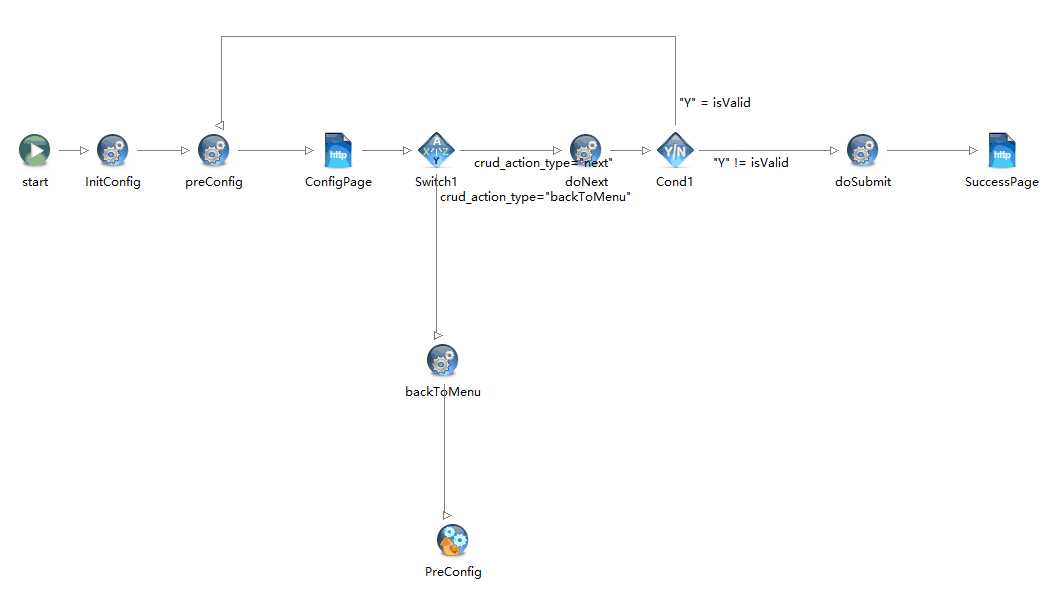 "Y" = isValid
http
A
X
Z
Y
crud_action_type="next"
Y/N
"Y" != isValid
http
start
InitConfig
preConfig
ConfigPage
Switch1
doNext
Cond1
doSubmit
SuccessPage
crud_action_type="backToMenu"
backToMenu
PreConfig